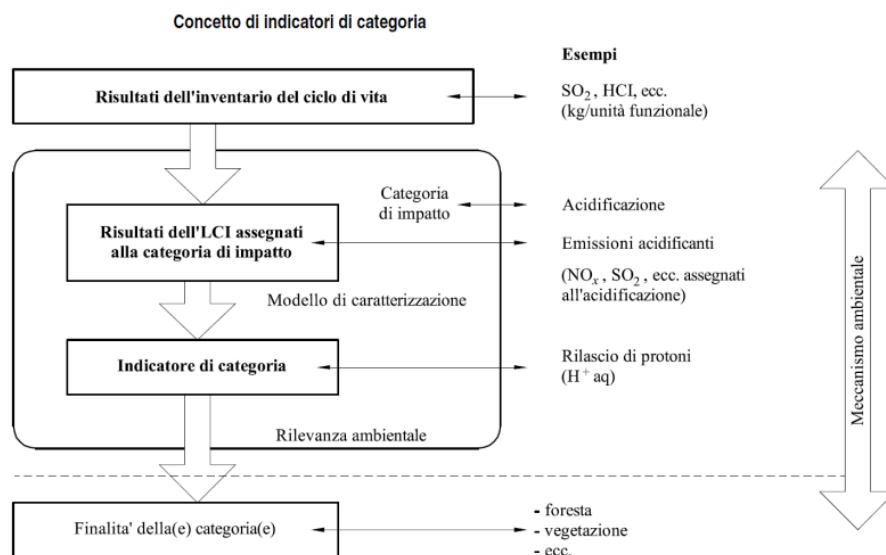 Concetto di indicatori di categoria
Esempi
Risultati dell'inventario del ciclo di vita
SO2 , HCI, ecc.
(kg/unità funzionale)
Categoria
di impatto
Acidificazione
Risultati dell'LCI assegnati
alla categoria di impatto
Emissioni acidificanti
(NOx , SO2 , ecc. assegnati
all'acidificazione)
Modello di caratterizzazione
Indicatore di categoria
Rilascio di protoni
(H+ aq)
Rilevanza ambientale
Meccanismo ambientale
Finalita' della(e) categoria(e)
- foresta
- vegetazione
- ecc.